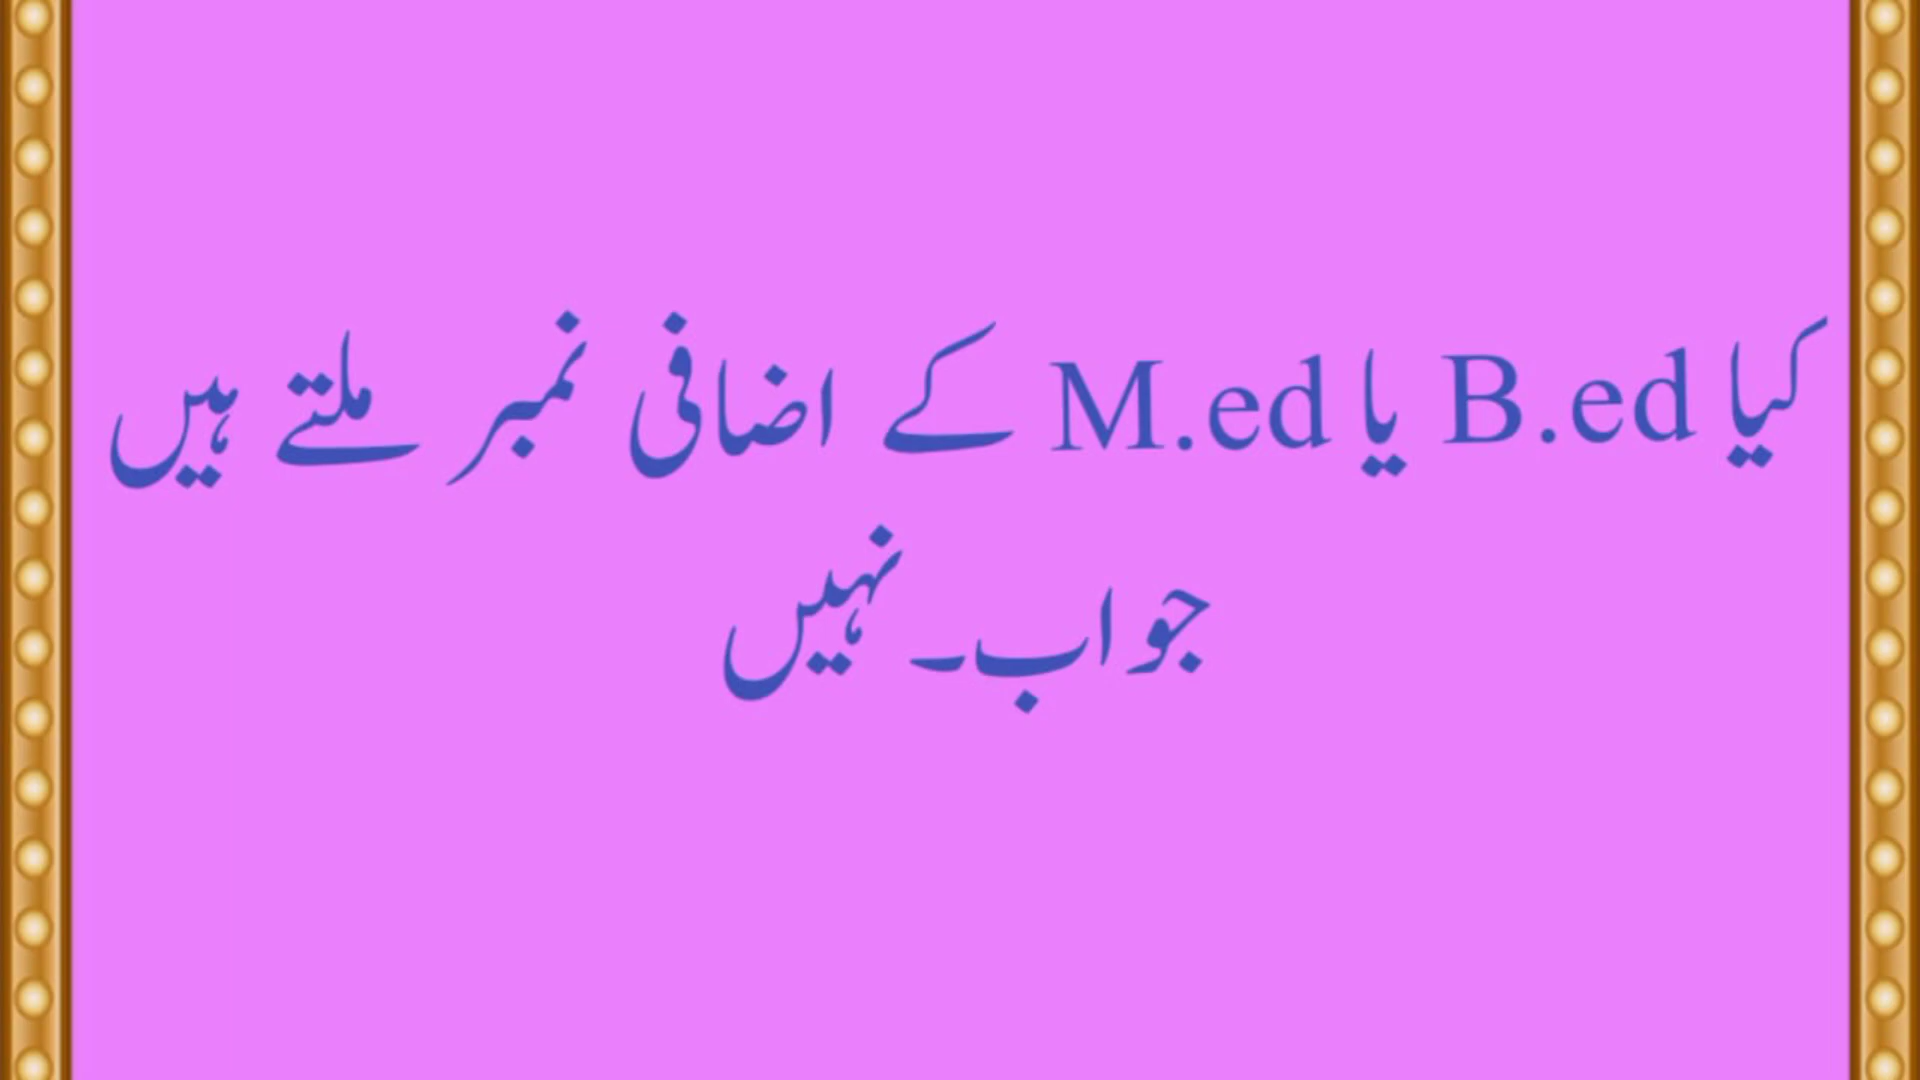 کیا B.ed یا M.ed کے اضافی نمبر ملتے ہیں
جواب۔نہیں